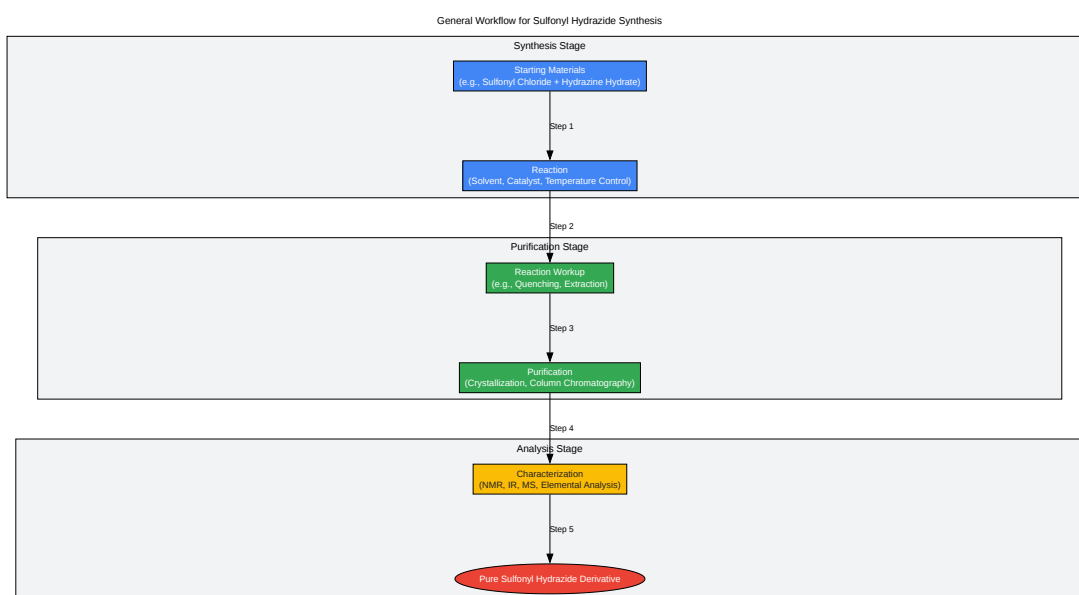 General Workflow for Sulfonyl Hydrazide Synthesis
Synthesis Stage
Starting Materials
(e.g., Sulfonyl Chloride + Hydrazine Hydrate)
Step 1
Reaction
(Solvent, Catalyst, Temperature Control)
Step 2
Purification Stage
Reaction Workup
(e.g., Quenching, Extraction)
Step 3
Purification
(Crystallization, Column Chromatography)
Step 4
Analysis Stage
Characterization
(NMR, IR, MS, Elemental Analysis)
Step 5
Pure Sulfonyl Hydrazide Derivative